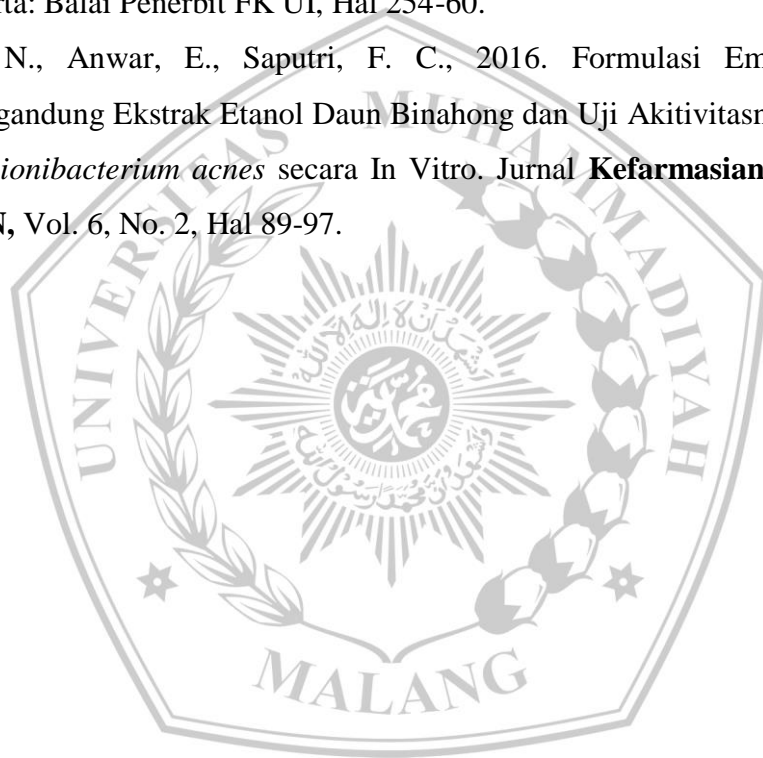 rta: Balai Penerbit FK UI, Hal 254-60.
N., Anwar, E., Saputri, F. C., 2016. Formulasi Em
gandung Ekstrak Etanol Daun Binahong dan Uji Akitivitasn
ionibacterium acnes secara In Vitro. Jurnal Kefarmasian
N, Vol. 6, No. 2, Hal 89-97.
UNIVERSITAS MUHAMMADIYAH
MALANG